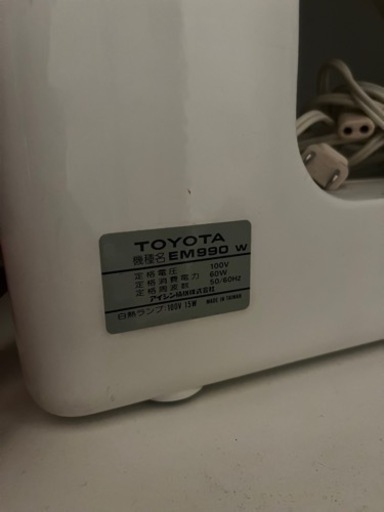 TOYOTA
機種名 EM990 W
定格電圧 100V
定格消費電力 60W
定格周波数 50/60HZ
アイシン精機株式会社
白熱ランプ:100V 15W MADE IN TAIWAN